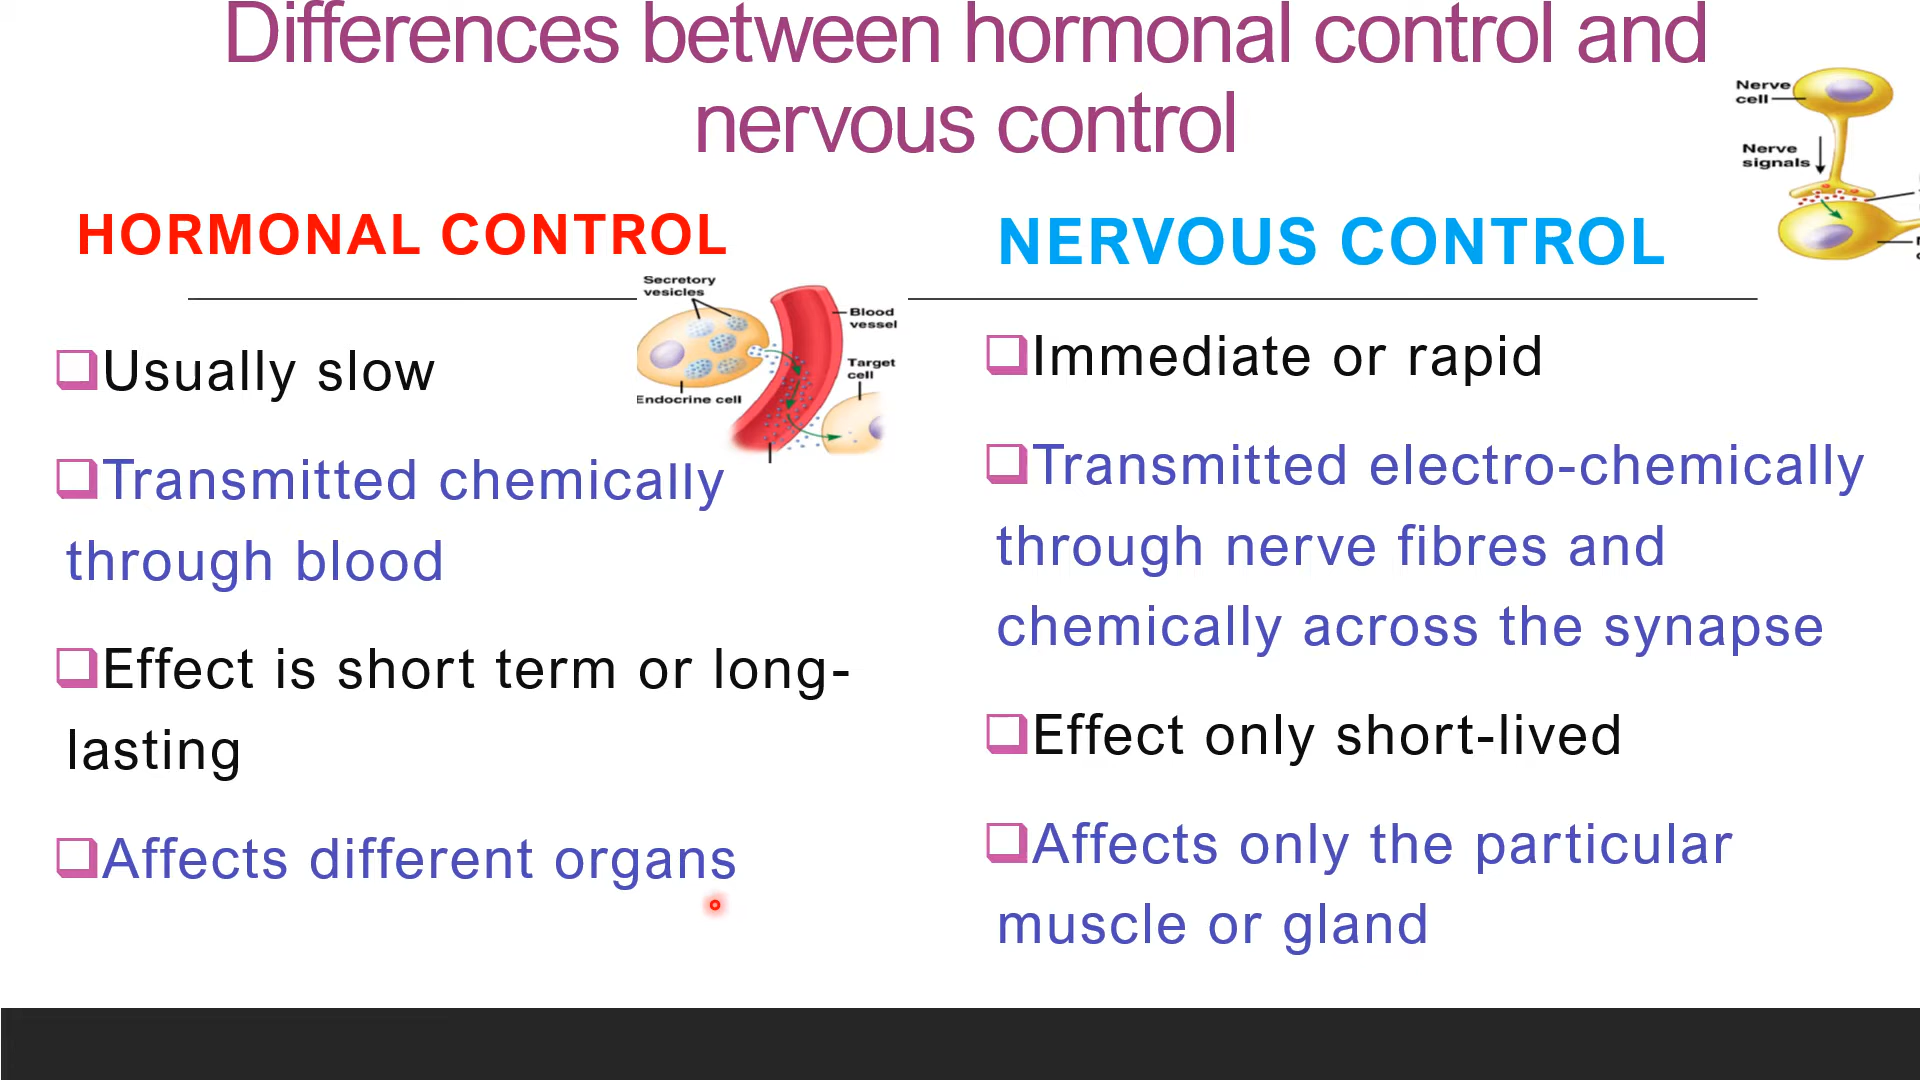 Differences between hormonal control and
nervous control
Nerve
cell
Nerve
signals
HORMONAL CONTROL
Secretory
vesicles
Blood
vessel
Target
cell
Endocrine cell
Usually slow
Transmitted chemically
through blood
Effect is short term or long-
lasting
Affects different organs
NERVOUS CONTROL
Immediate or rapid
Transmitted electro-chemically
through nerve fibres and
chemically across the synapse
Effect only short-lived
Affects only the particular
muscle or gland